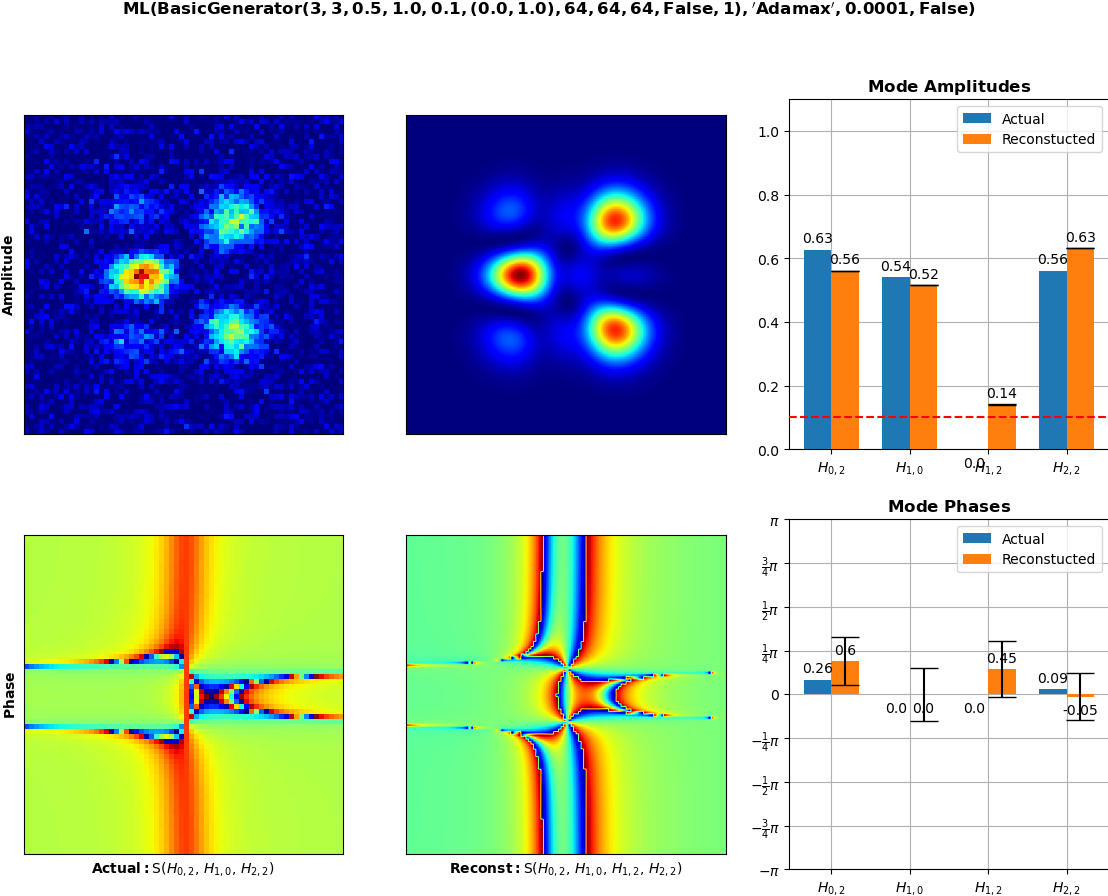 ML(BasicGenerator(3, 3, 0.5, 1.0, 0.1, (0.0, 1.0), 64, 64, 64, False, 1), ′Adamax′, 0.0001, False)
Amplitude
Mode Amplitudes
Actual
Reconstucted
1.0
0.8
0.6
0.4
0.2
0.0
0.63
0.56
0.54
0.52
0.0
0.14
0.56
0.63
H0, 2
H1, 0
H1, 2
H2, 2
Phase
Actual: S(H0, 2, H1, 0, H2, 2)
Reconst: S(H0, 2, H1, 0, H1, 2, H2, 2)
Mode Phases
Actual
Reconstucted
π
3/4π
1/2π
1/4π
0
−1/4π
−1/2π
−3/4π
−π
0.26
0.6
0.0
0.0
0.0
0.45
0.09
-0.05
H0, 2
H1, 0
H1, 2
H2, 2